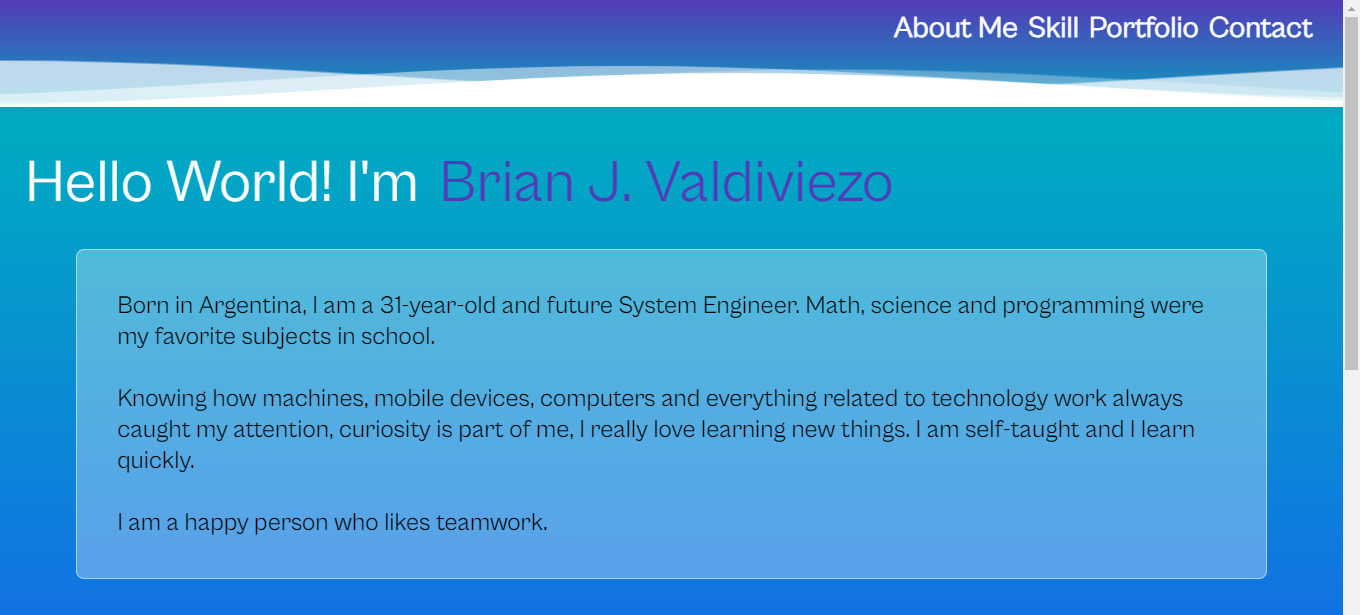 About Me Skill Portfolio Contact
Hello World! I'm Brian J. Valdiviezo
Born in Argentina, I am a 31-year-old and future System Engineer. Math, science and programming were
my favorite subjects in school.
Knowing how machines, mobile devices, computers and everything related to technology work always
caught my attention, curiosity is part of me, I really love learning new things. I am self-taught and I learn
quickly.
I am a happy person who likes teamwork.